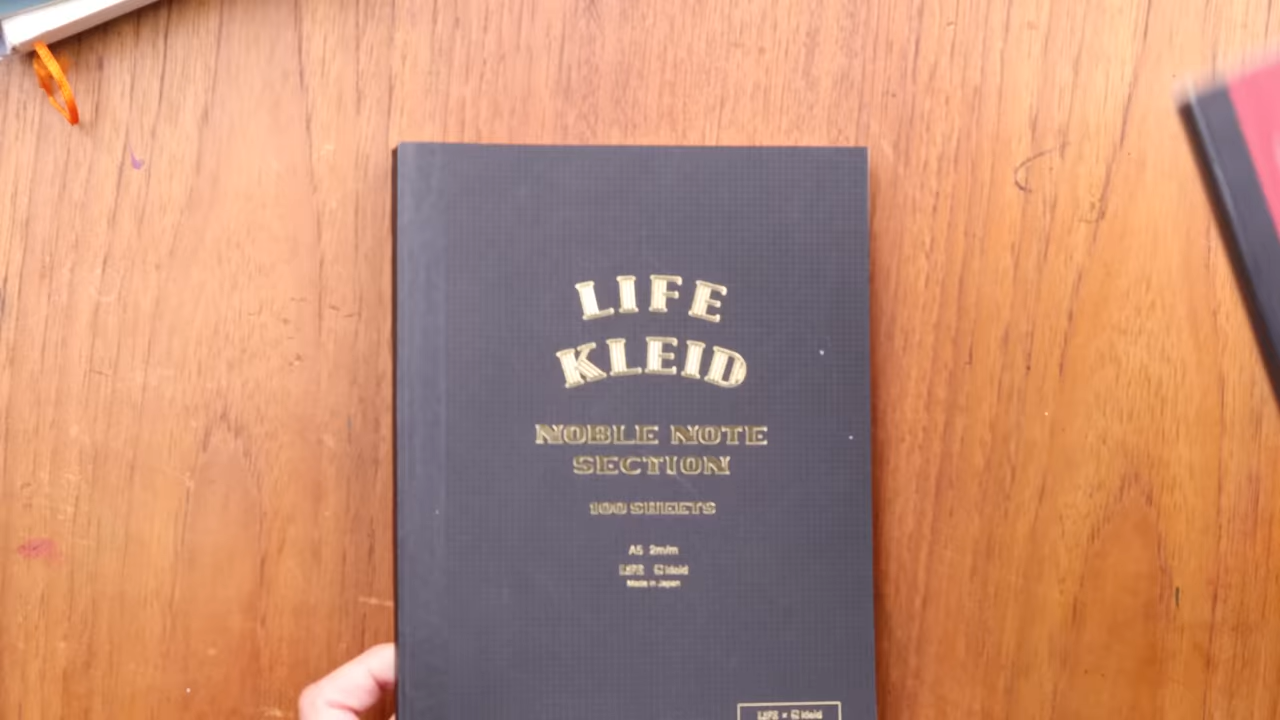 LIFE
KLEID
NOBLE NOTE
SECTION
100 SHEETS
A5 2m/m
LIFE kleid
Made in Japan
LIFE × kleid